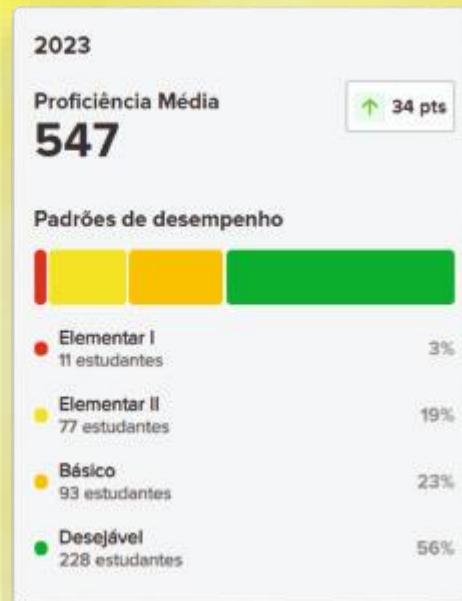 2023
Proficiência Média
547
↑ 34 pts
Padrões de desempenho
Elementar I
11 estudantes
3%
Elementar II
77 estudantes
19%
Básico
93 estudantes
23%
Desejável
228 estudantes
56%